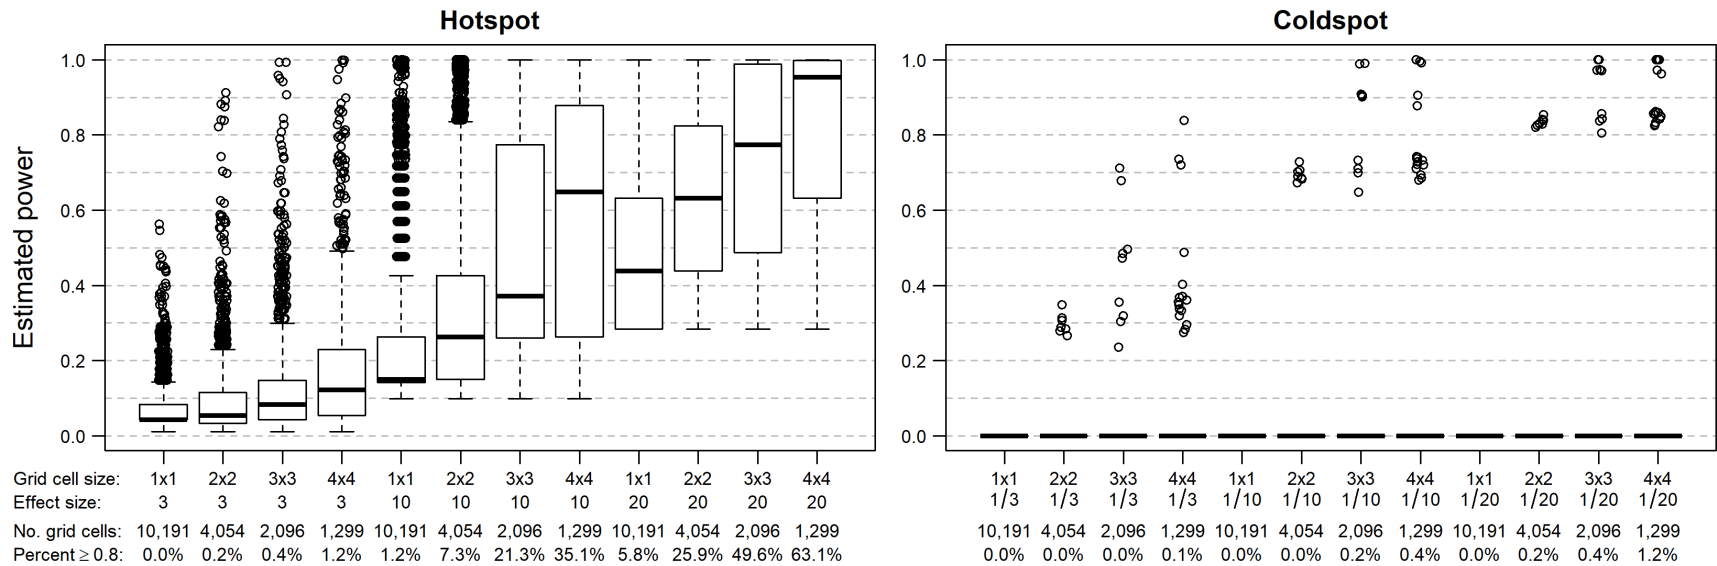 Hotspot
Coldspot
Estimated power
1.0
0.8
0.6
0.4
0.2
0.0
1.0
0.8
0.6
0.4
0.2
0.0
Grid cell size: 1x1 2x2 3x3 4x4 1x1 2x2 3x3 4x4 1x1 2x2 3x3 4x4
Effect size: 3 3 3 3 10 10 10 10 20 20 20 20
No. grid cells: 10,191 4,054 2,096 1,299 10,191 4,054 2,096 1,299 10,191 4,054 2,096 1,299
Percent ≥ 0.8: 0.0% 0.2% 0.4% 1.2% 1.2% 7.3% 21.3% 35.1% 5.8% 25.9% 49.6% 63.1%
1x1 2x2 3x3 4x4 1x1 2x2 3x3 4x4 1x1 2x2 3x3 4x4
1/3 1/3 1/3 1/3 1/10 1/10 1/10 1/10 1/20 1/20 1/20 1/20
10,191 4,054 2,096 1,299 10,191 4,054 2,096 1,299 10,191 4,054 2,096 1,299
0.0% 0.0% 0.0% 0.1% 0.0% 0.0% 0.2% 0.4% 0.0% 0.2% 0.4% 1.2%